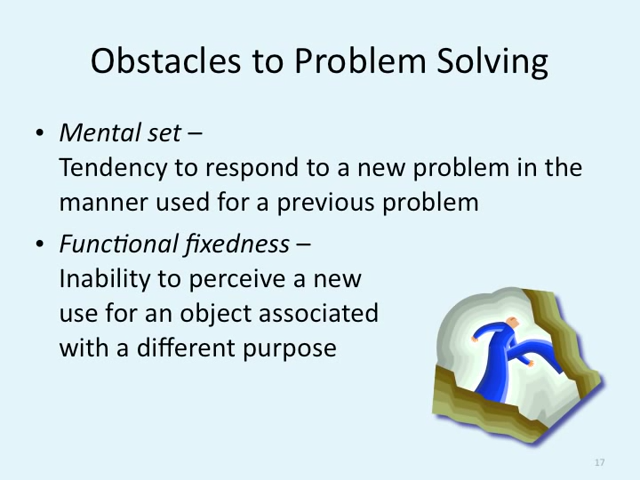 Obstacles to Problem Solving
• Mental set –
Tendency to respond to a new problem in the
manner used for a previous problem
• Functional fixedness –
Inability to perceive a new
use for an object associated
with a different purpose
17